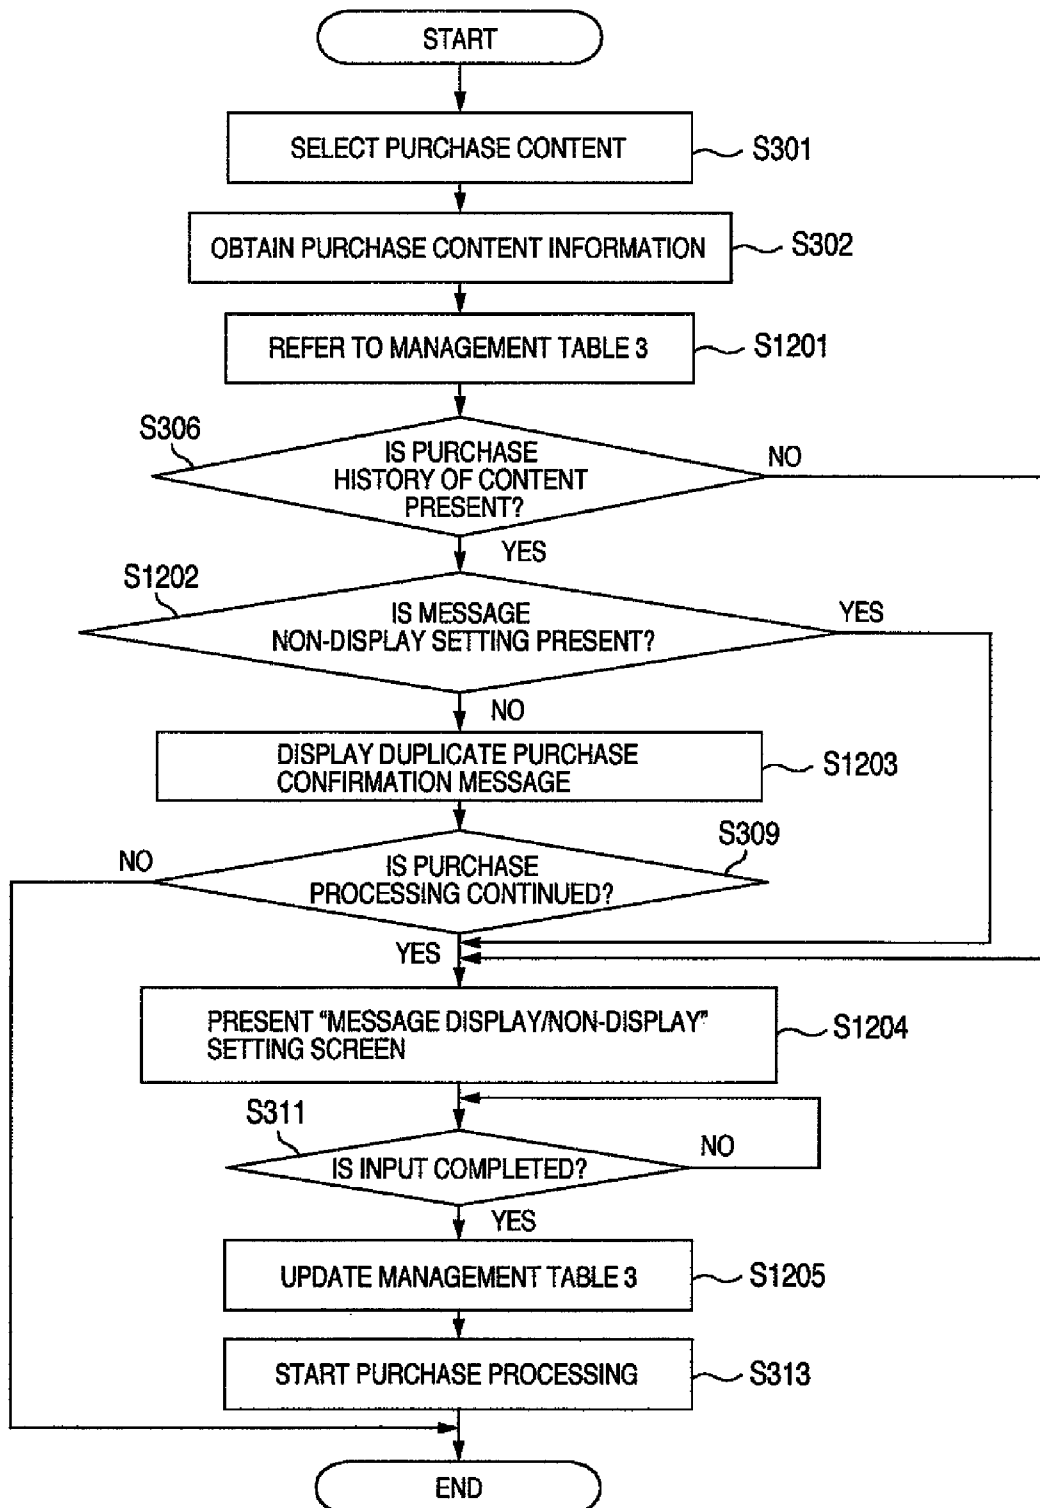 START
SELECT PURCHASE CONTENT
S301
OBTAIN PURCHASE CONTENT INFORMATION
S302
REFER TO MANAGEMENT TABLE 3
S1201
S306
IS PURCHASE
HISTORY OF CONTENT
PRESENT?
NO
YES
S1202
IS MESSAGE
NON-DISPLAY SETTING PRESENT?
YES
NO
DISPLAY DUPLICATE PURCHASE
CONFIRMATION MESSAGE
S1203
S309
NO
IS PURCHASE
PROCESSING CONTINUED?
YES
PRESENT “MESSAGE DISPLAY/NON-DISPLAY”
SETTING SCREEN
S1204
S311
IS INPUT COMPLETED?
NO
YES
UPDATE MANAGEMENT TABLE 3
S1205
START PURCHASE PROCESSING
S313
END